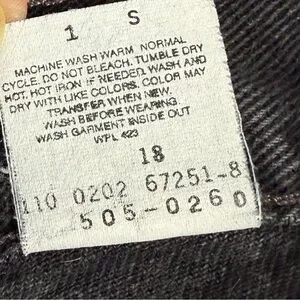 1 S
MACHINE WASH WARM, NORMAL
CYCLE. DO NOT BLEACH. TUMBLE DRY
HOT. HOT IRON IF NEEDED. WASH AND
DRY WITH LIKE COLORS. COLOR MAY
TRANSFER WHEN NEW.
WASH BEFORE WEARING.
WASH GARMENT INSIDE OUT
WPL 423
18
110 0202 67251-8
505-0260